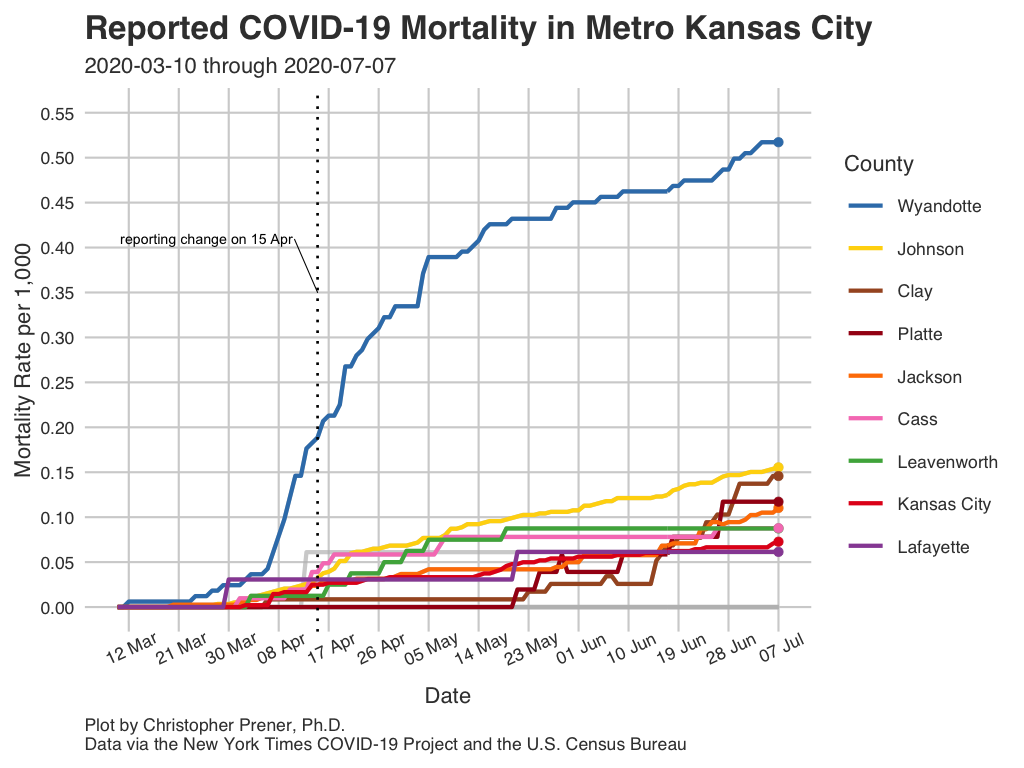 Reported COVID-19 Mortality in Metro Kansas City
2020-03-10 through 2020-07-07
Mortality Rate per 1,000
0.55
0.50
0.45
0.40
0.35
0.30
0.25
0.20
0.15
0.10
0.05
0.00
reporting change on 15 Apr
12 Mar
21 Mar
30 Mar
08 Apr
17 Apr
26 Apr
05 May
14 May
23 May
01 Jun
10 Jun
19 Jun
28 Jun
07 Jul
Date
County
Wyandotte
Johnson
Clay
Platte
Jackson
Cass
Leavenworth
Kansas City
Lafayette
Plot by Christopher Prener, Ph.D.
Data via the New York Times COVID-19 Project and the U.S. Census Bureau